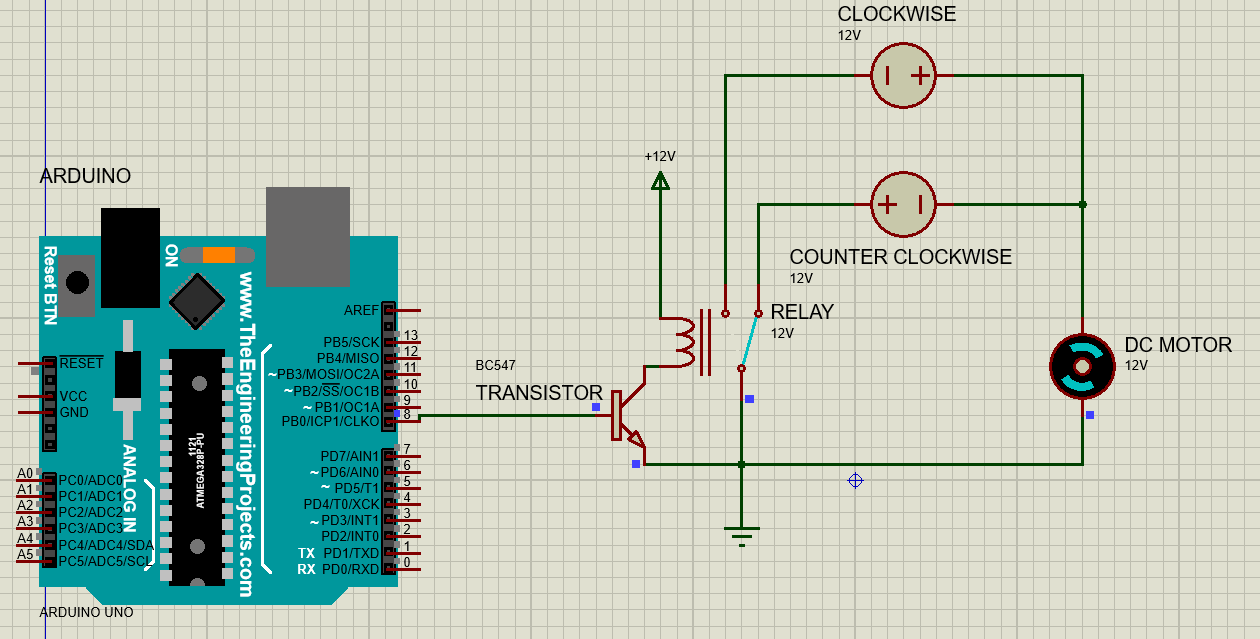 CLOCKWISE
12V
+12V
ARDUINO
COUNTER CLOCKWISE
12V
RELAY
12V
DC MOTOR
12V
BC547
TRANSISTOR
Reset BTN
ON
www.TheEngineeringProjects.com
AREF
PB5/SCK 13
PB4/MISO 12
~PB3/MOSI/OC2A 11
~PB2/SS/OC1B 10
~PB1/OC1A 9
PB0/ICP1/CLKO 8
RESET
VCC
GND
ANALOG IN
1121
ATMEGA328P-PU
PD7/AIN1 7
~PD6/AIN0 6
~PD5/T1 5
PD4/T0/XCK 4
~PD3/INT1 3
PD2/INT0 2
TX PD1/TXD 1
RX PD0/RXD 0
A0 PC0/ADC0
A1 PC1/ADC1
A2 PC2/ADC2
A3 PC3/ADC3
A4 PC4/ADC4/SDA
A5 PC5/ADC5/SCL
ARDUINO UNO